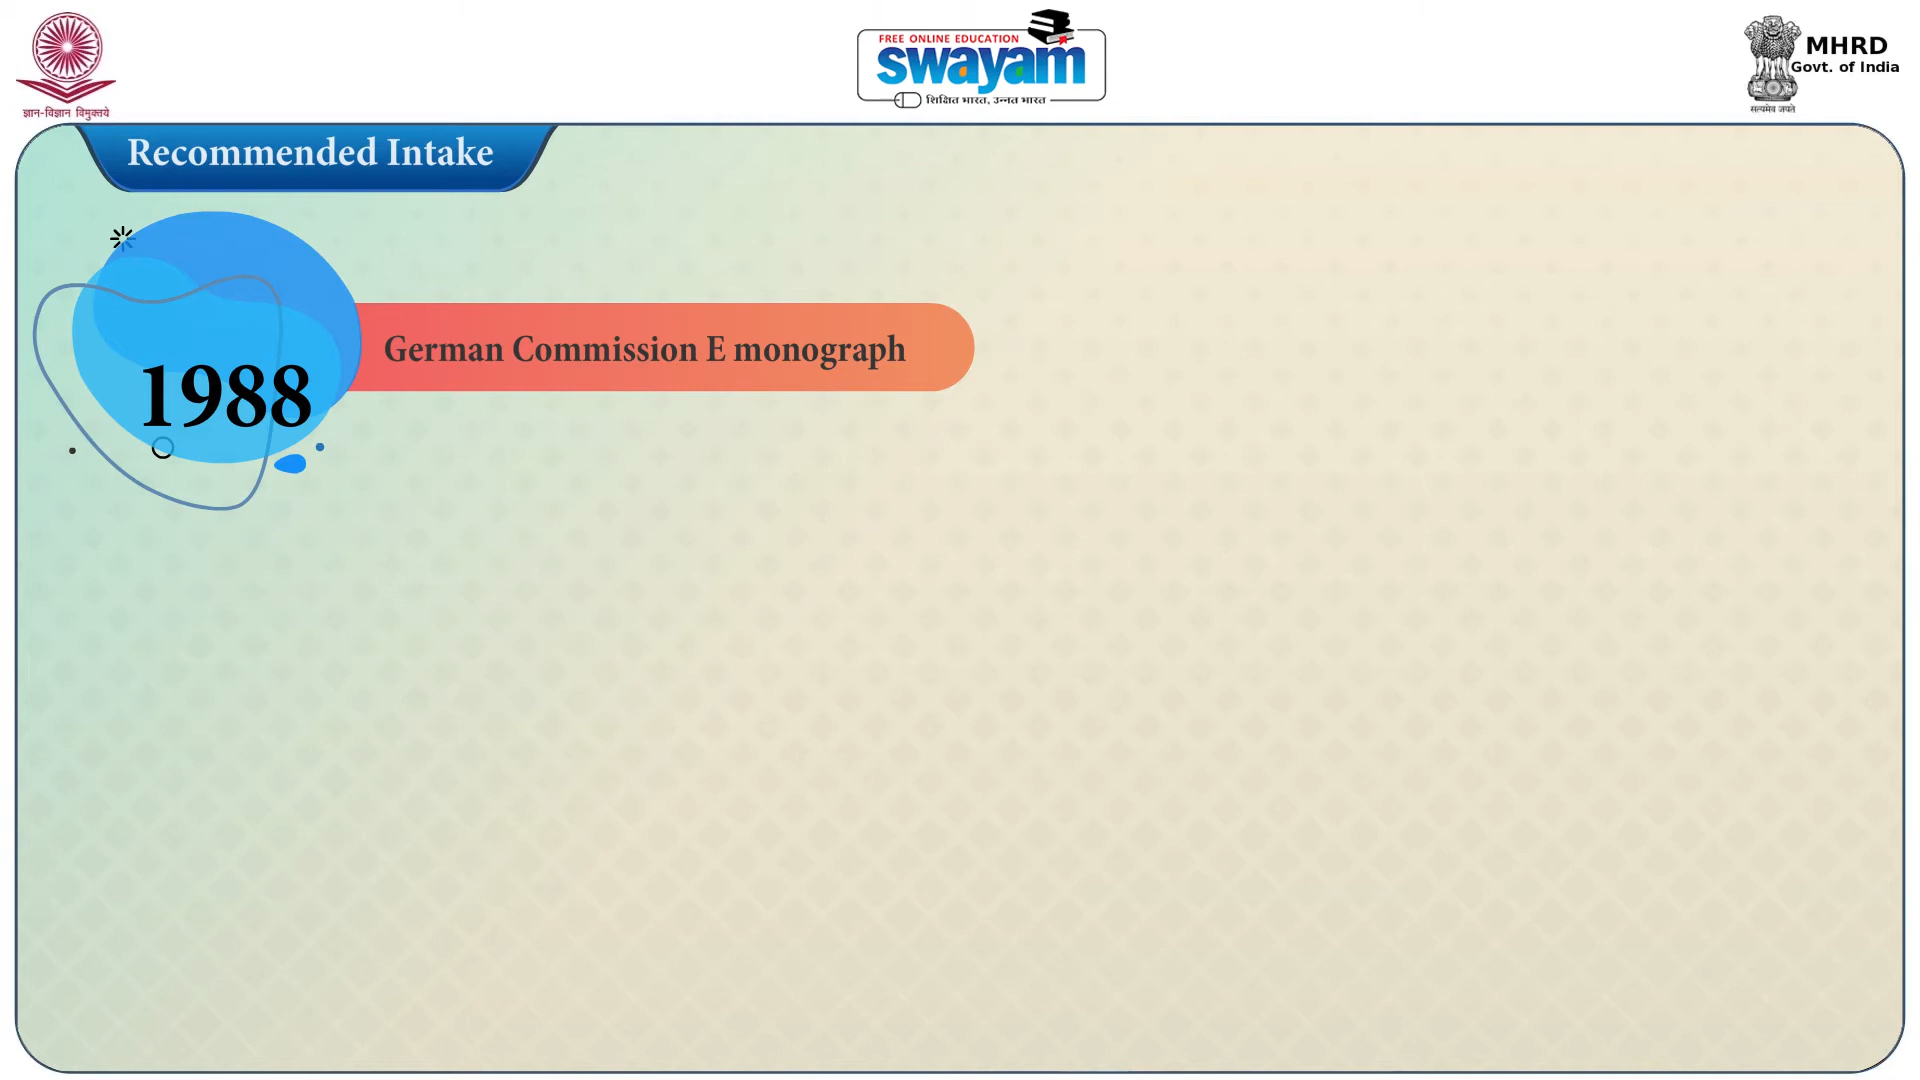 ज्ञान-विज्ञान विमुक्तये
FREE ONLINE EDUCATION
swayam
शिक्षित भारत, उन्नत भारत
MHRD
Govt. of India
सत्यमेव जयते
Recommended Intake
German Commission E monograph
1988